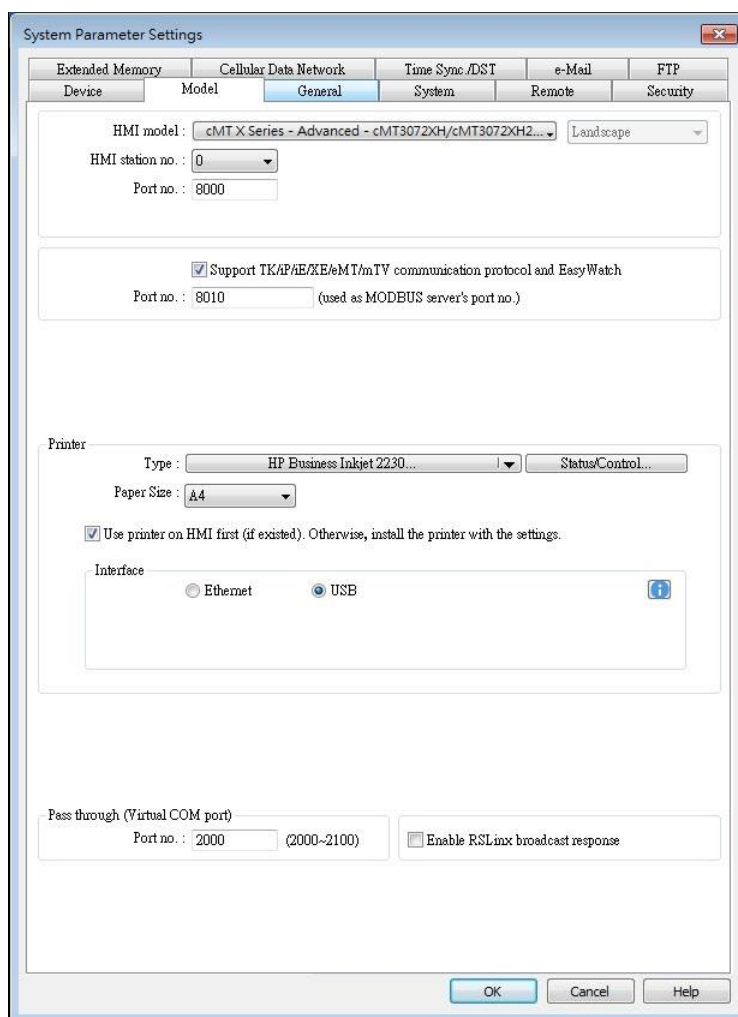 System Parameter Settings
Extended Memory Cellular Data Network Time Sync./DST e-Mail FTP
Device Model General System Remote Security
HMI model : cMT X Series - Advanced - cMT3072XH/cMT3072XH2... Landscape
HMI station no. : 0
Port no. : 8000
Support TK/iP/iE/XE/eMT/mTV communication protocol and EasyWatch
Port no. : 8010 (used as MODBUS server's port no.)
Printer
Type : HP Business Inkjet 2230... Status/Control...
Paper Size : A4
Use printer on HMI first (if existed). Otherwise, install the printer with the settings.
Interface
Ethernet USB
Pass through (Virtual COM port)
Port no. : 2000 (2000~2100) Enable RSLinx broadcast response
OK Cancel Help